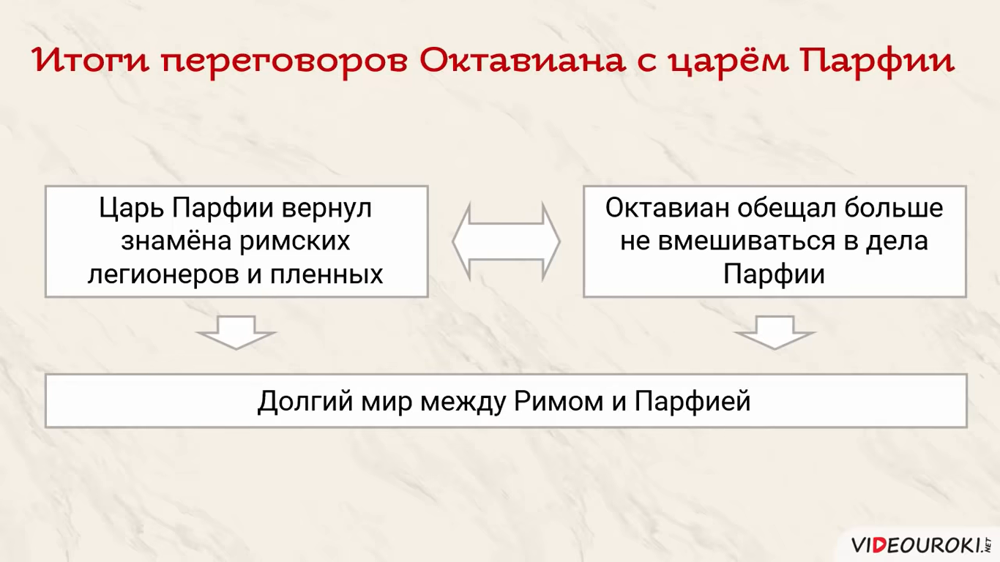 Итоги переговоров Октавиана с царём Парфии
Царь Парфии вернул
знамёна римских
легионеров и пленных
Октавиан обещал больше
не вмешиваться в дела
Парфии
Долгий мир между Римом и Парфией
VIDEOUROKI.NET